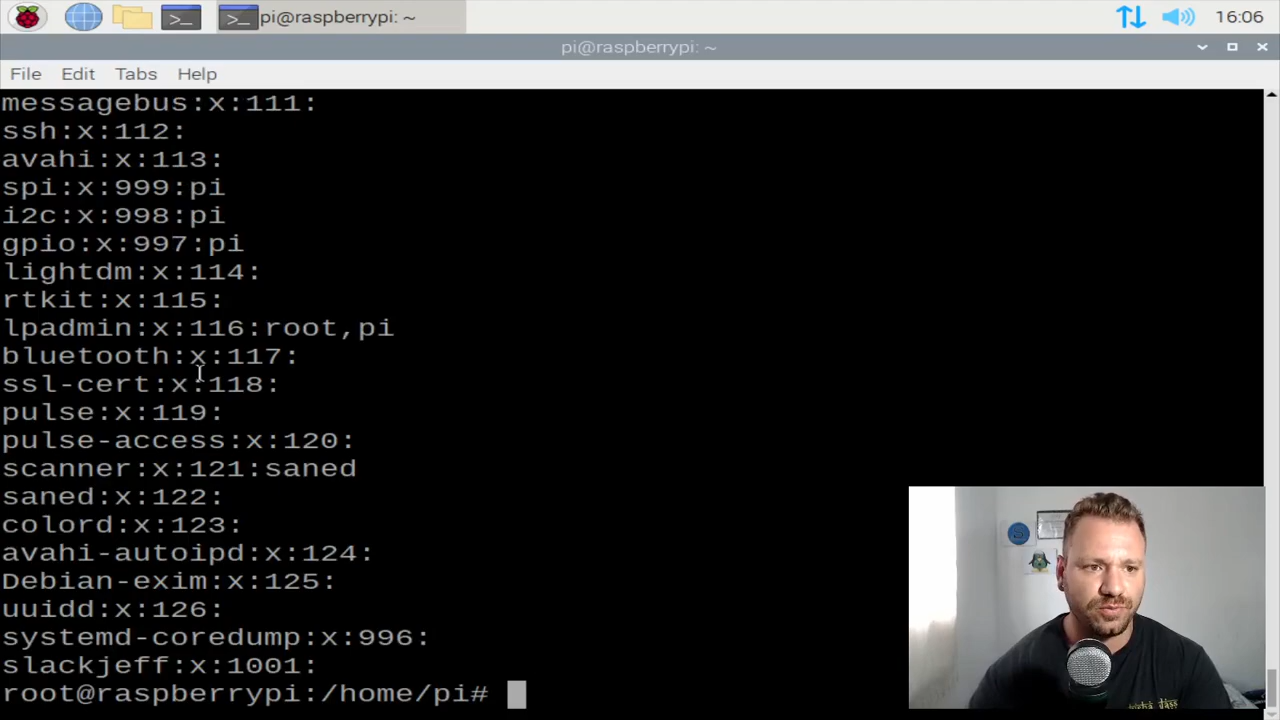 pi@raspberrypi: ~
16:06
pi@raspberrypi: ~
File Edit Tabs Help
messagebus:x:111:
ssh:x:112:
avahi:x:113:
spi:x:999:pi
i2c:x:998:pi
gpio:x:997:pi
lightdm:x:114:
rtkit:x:115:
lpadmin:x:116:root,pi
bluetooth:x:117:
ssl-cert:x:118:
pulse:x:119:
pulse-access:x:120:
scanner:x:121:saned
saned:x:122:
colord:x:123:
avahi-autoipd:x:124:
Debian-exim:x:125:
uuidd:x:126:
systemd-coredump:x:996:
slackjeff:x:1001:
root@raspberrypi:/home/pi#